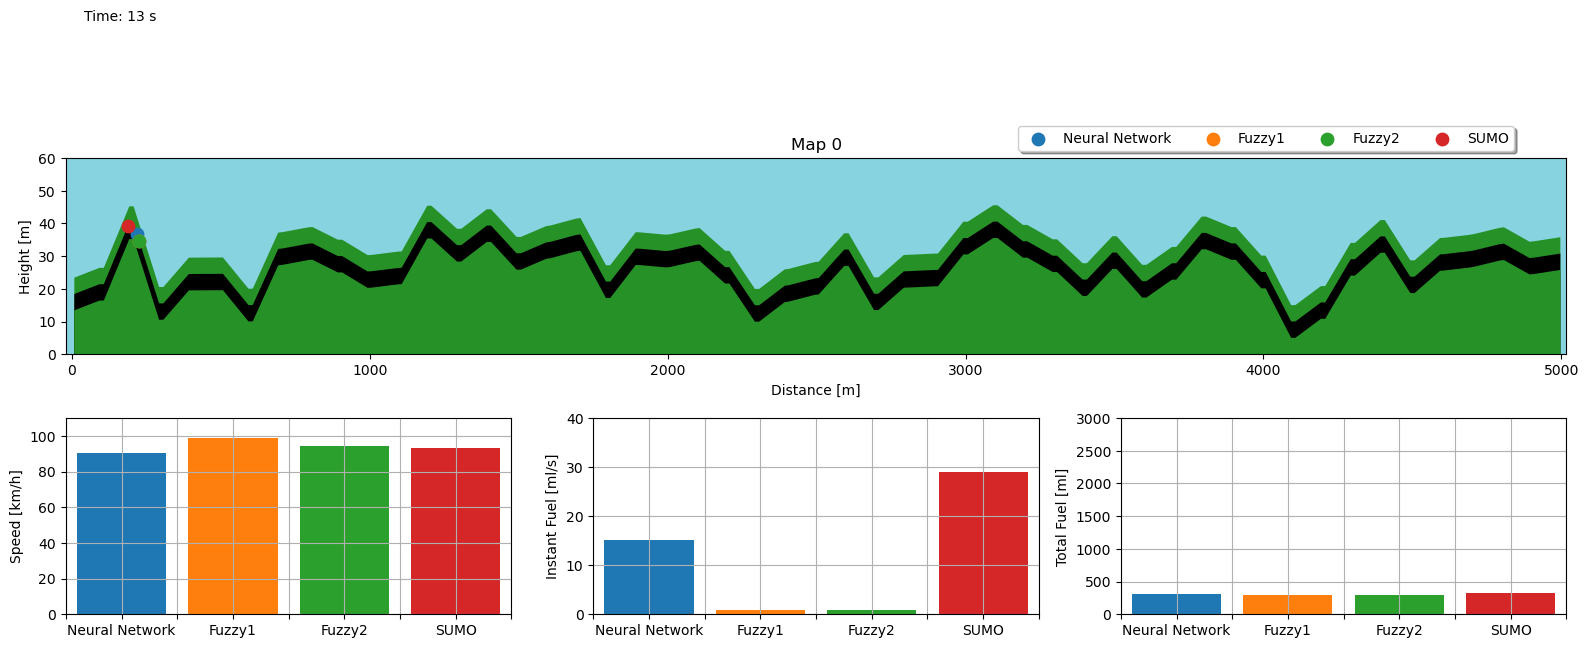 Time: 13 s
Neural Network Fuzzy1 Fuzzy2 SUMO
Map 0
Height [m]
60
50
40
30
20
10
0
0 1000 2000 3000 4000 5000
Distance [m]
Speed [km/h]
100
80
60
40
20
0
Neural Network Fuzzy1 Fuzzy2 SUMO
Instant Fuel [ml/s]
40
30
20
10
0
Neural Network Fuzzy1 Fuzzy2 SUMO
Total Fuel [ml]
3000
2500
2000
1500
1000
500
0
Neural Network Fuzzy1 Fuzzy2 SUMO